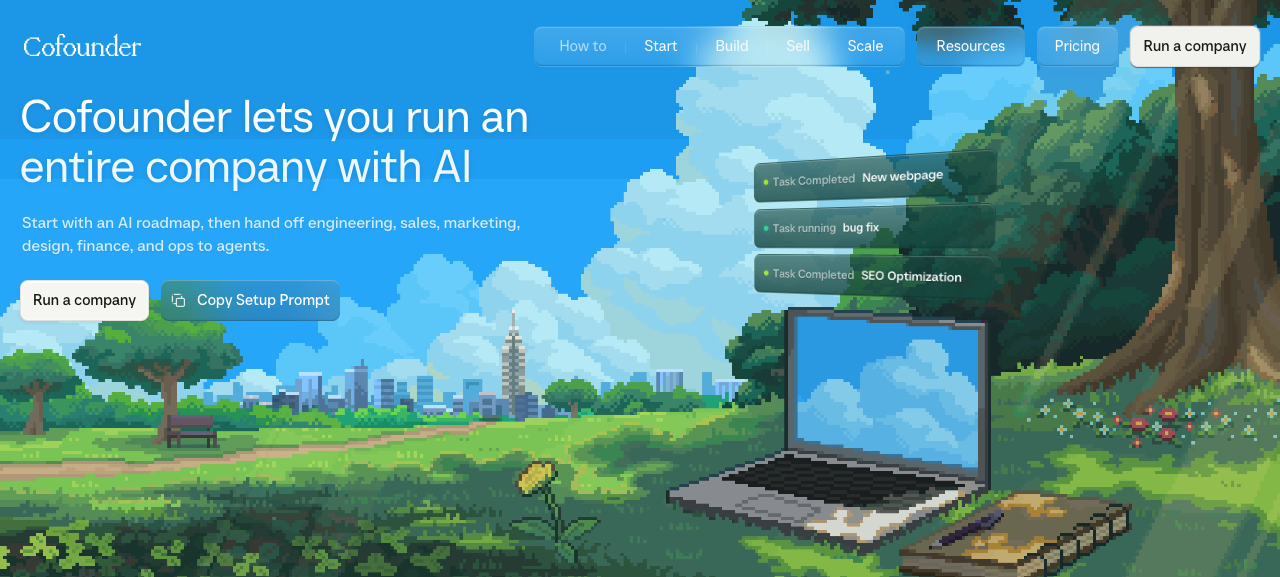 Cofounder
How to
Start
Build
Sell
Scale
Resources
Pricing
Run a company
Cofounder lets you run an
entire company with AI
Start with an AI roadmap, then hand off engineering, sales, marketing,
design, finance, and ops to agents.
Run a company
Copy Setup Prompt
Task Completed New webpage
Task running bug fix
Task Completed SEO Optimization